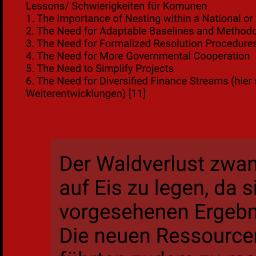 Lessons/ Schwierigkeiten für Komunen
1. The Importance of Nesting within a National or
2. The Need for Adaptable Baselines and Methodo
3. The Need for Formalized Resolution Procedures
4. The Need for More Governmental Cooperation
5. The Need to Simplify Projects
6. The Need for Diversified Finance Streams (hier s
Weiterentwicklungen) [11]
Der Waldverlust zwan
auf Eis zu legen, da si
vorgesehenen Ergebn
Die neuen Ressourcen